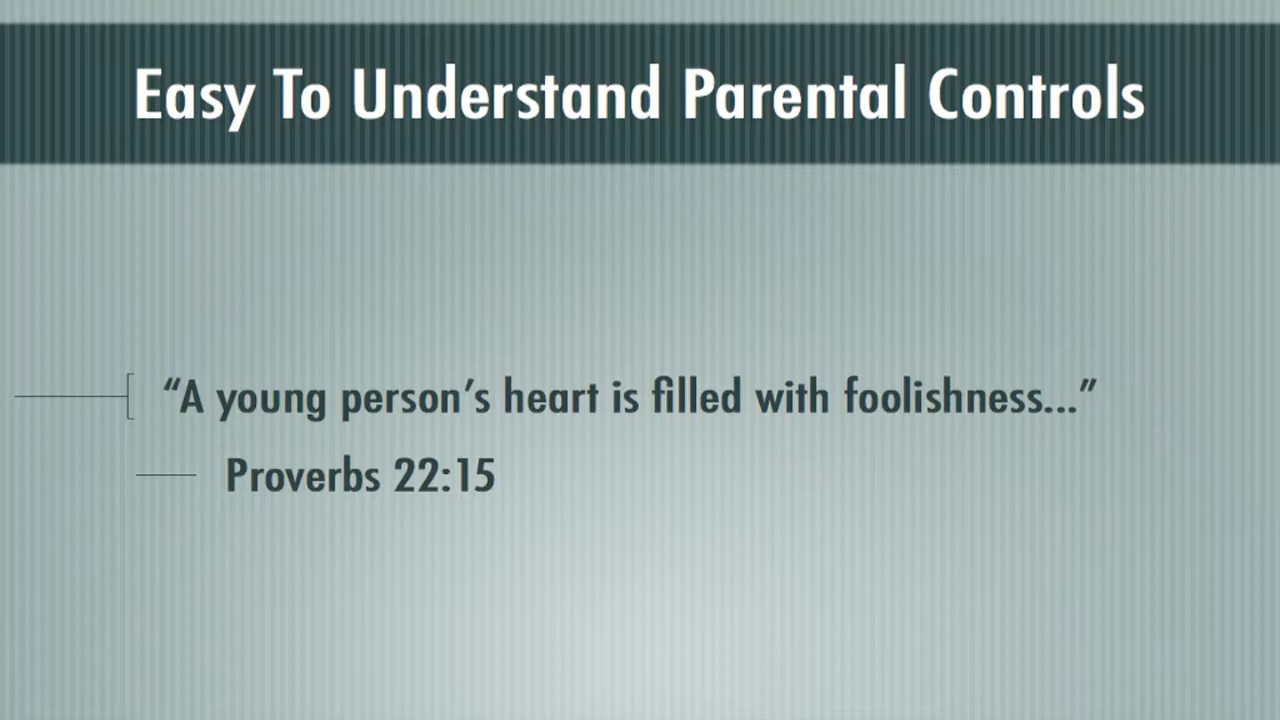 Easy To Understand Parental Controls
“A young person’s heart is filled with foolishness...”
Proverbs 22:15